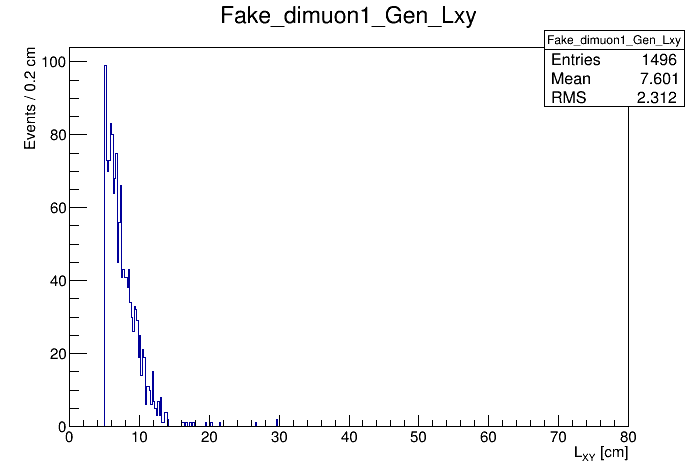 Fake_dimuon1_Gen_Lxy
Fake_dimuon1_Gen_Lxy
Entries 1496
Mean 7.601
RMS 2.312
Events / 0.2 cm
100
80
60
40
20
0
0 10 20 30 40 50 60 70 80
L_XY [cm]